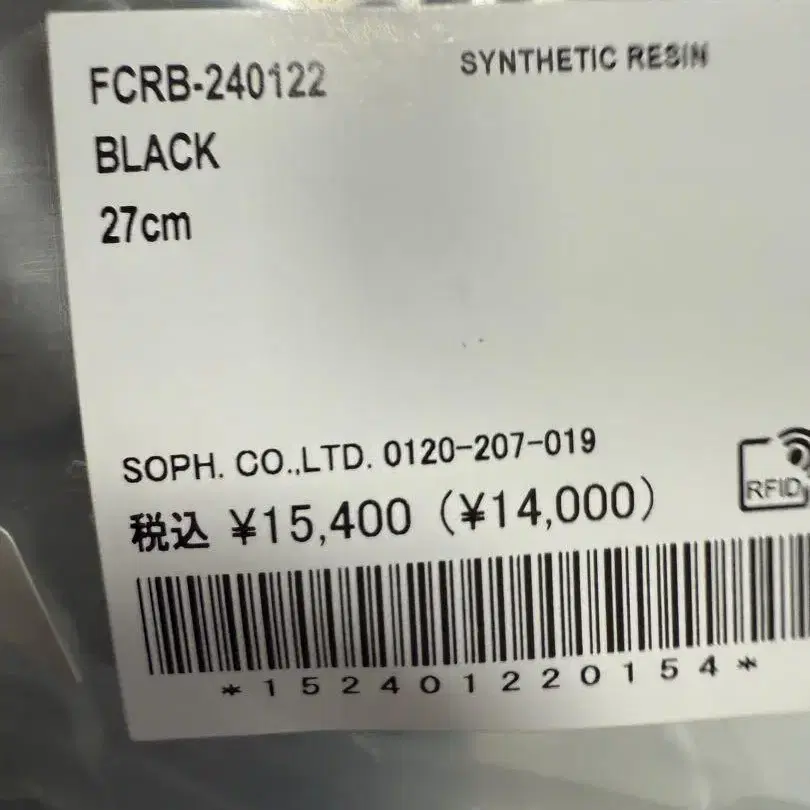 FCRB-240122
SYNTHETIC RESIN
BLACK
27cm
SOPH. CO.,LTD. 0120-207-019
RFID
税込 ¥15,400 (¥14,000)
*152401220154*